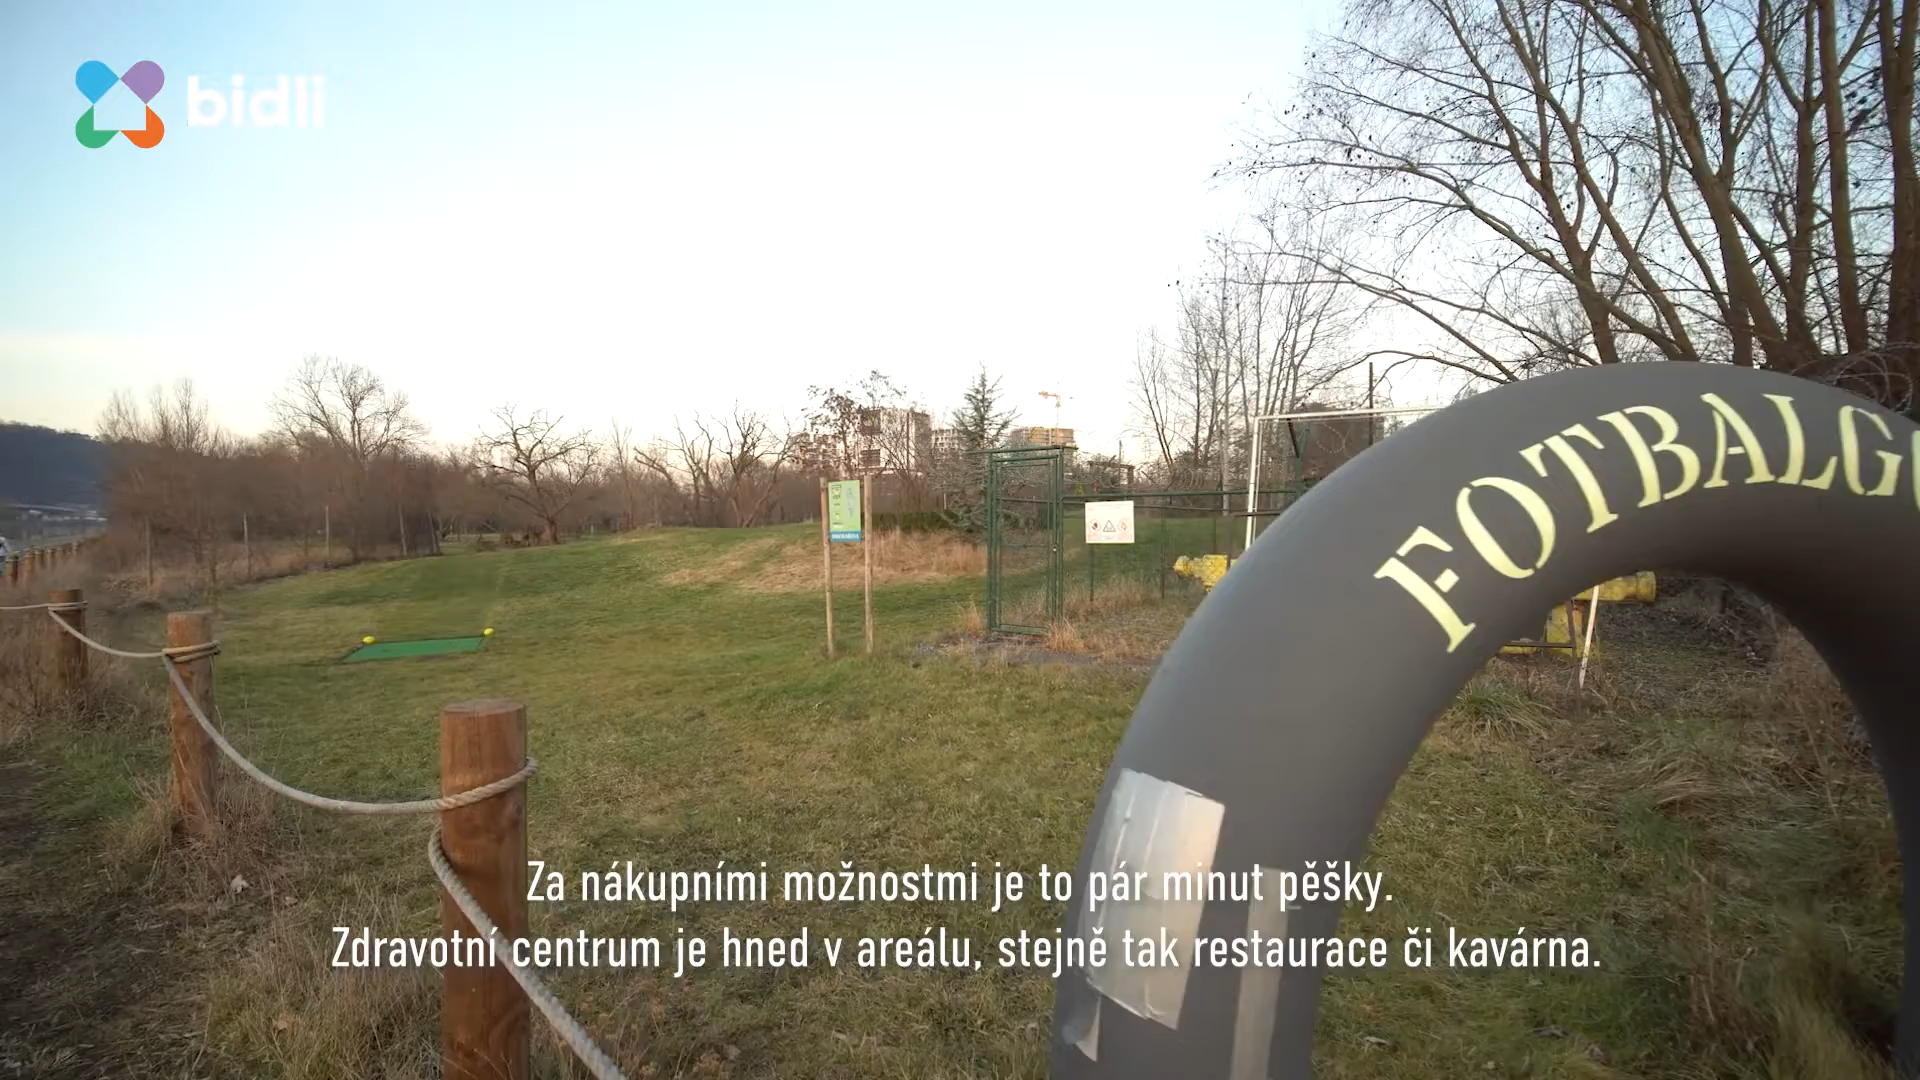 bidli
FOTBALG
Za nákupními možnostmi je to pár minut pěšky.
Zdravotní centrum je hned v areálu, stejně tak restaurace či kavárna.